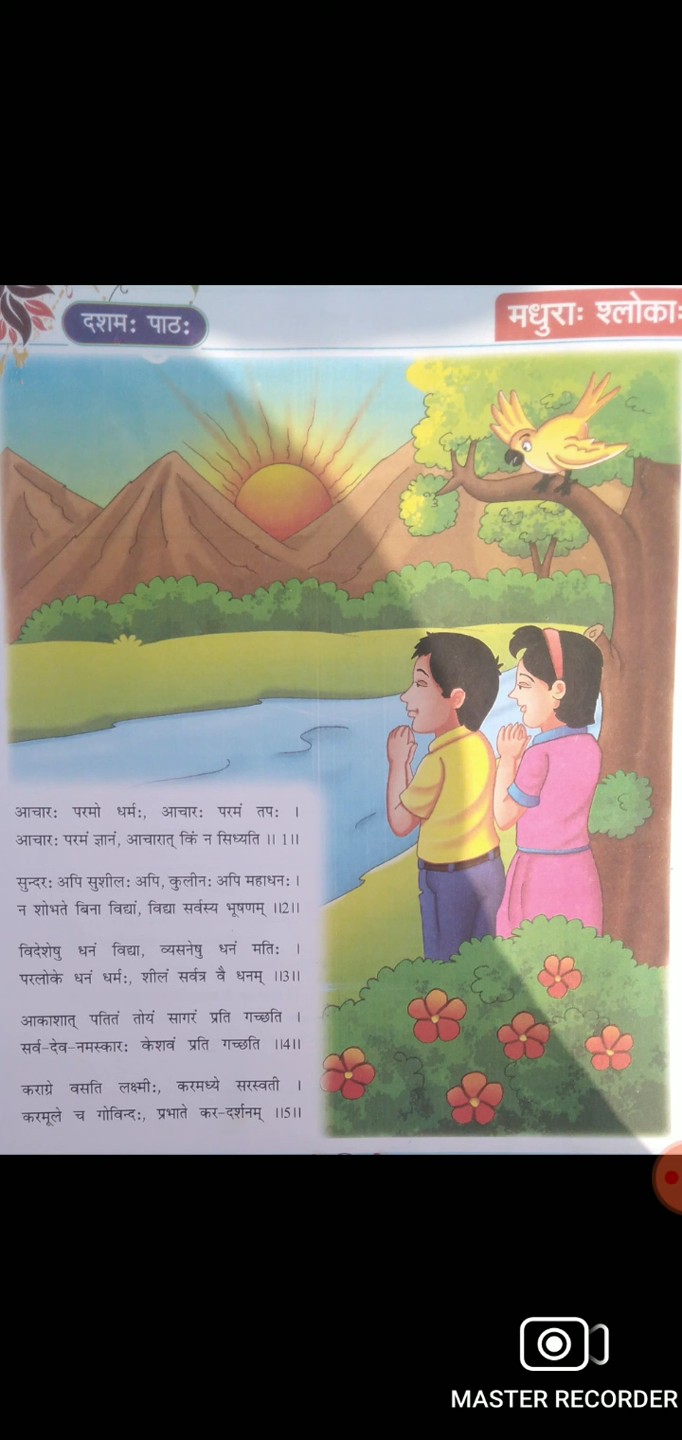 दशमः पाठः
मधुराः श्लोकाः
आचारः परमो धर्मः, आचारः परमं तपः ।
आचारः परमं ज्ञानं, आचारात् किं न सिध्यति ।। 1।।
सुन्दरः अपि सुशीलः अपि, कुलीनः अपि महाधनः ।
न शोभते बिना विद्यां, विद्या सर्वस्य भूषणम् ।।2।।
विदेशेषु धनं विद्या, व्यसनेषु धनं मतिः ।
परलोके धनं धर्मः, शीलं सर्वत्र वै धनम् ।।3।।
आकाशात् पतितं तोयं सागरं प्रति गच्छति ।
सर्व-देव-नमस्कारः केशवं प्रति गच्छति ।।4।।
कराग्रे वसति लक्ष्मीः, करमध्ये सरस्वती ।
करमूले च गोविन्दः, प्रभाते कर-दर्शनम् ।।5।।
MASTER RECORDER